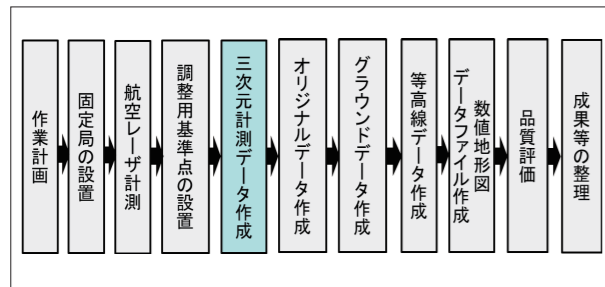 作業計画
固定局の設置
航空レーザ計測
調整用基準点の設置
三次元計測データ作成
オリジナルデータ作成
グラウンドデータ作成
等高線データ作成
数値地形図
データファイル作成
品質評価
成果等の整理